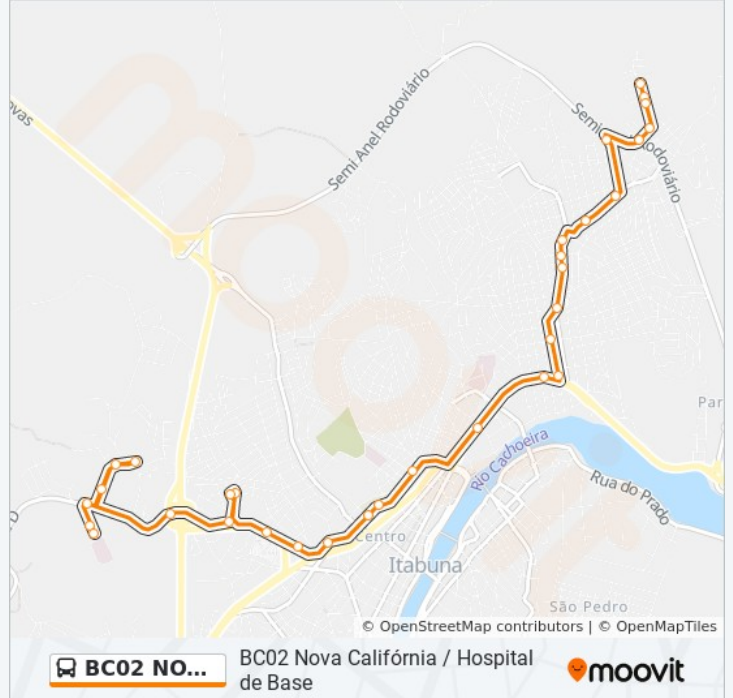 ovas
Semi Anel Rodoviário
Semi
Rodoviário
Par
Rio Cachoeira
Rua do Prado
Centro
Itabuna
São Pedro
© OpenStreetMap contributors | © OpenMapTiles
BC02 NO...
BC02 Nova Califórnia / Hospital
de Base
moovit